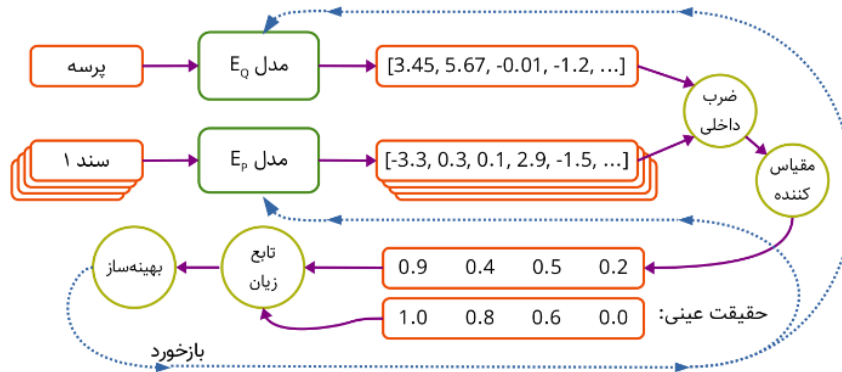 پرسه
مدل E_Q
[3.45, 5.67, -0.01, -1.2, ...]
ضرب
داخلی
سند ۱
مدل E_P
[-3.3, 0.3, 0.1, 2.9, -1.5, ...]
مقیاس
کننده
بهینه‌ساز
تابع
زیان
0.9 0.4 0.5 0.2
1.0 0.8 0.6 0.0
حقیقت عینی:
بازخورد